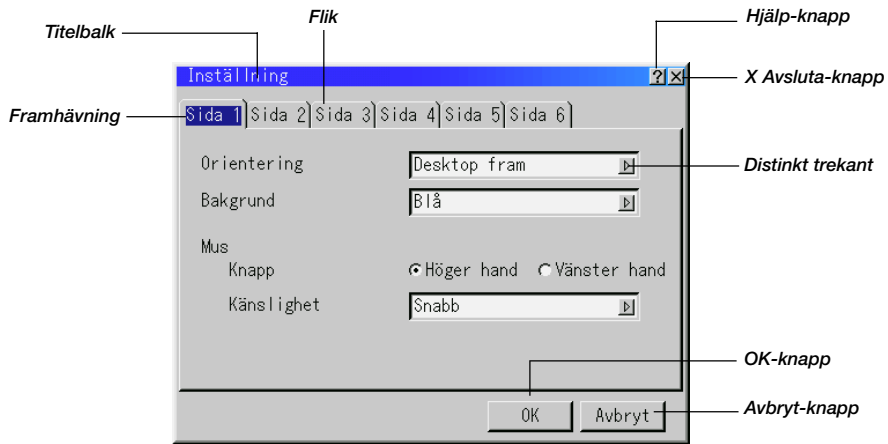 Flik
Hjälp-knapp
Titelbalk
Inställning
? X
X Avsluta-knapp
Framhävning
Sida 1 Sida 2 Sida 3 Sida 4 Sida 5 Sida 6
Orientering Desktop fram
Distinkt trekant
Bakgrund Blå
Mus
Knapp Höger hand Vänster hand
Känslighet Snabb
OK-knapp
OK Avbryt
Avbryt-knapp